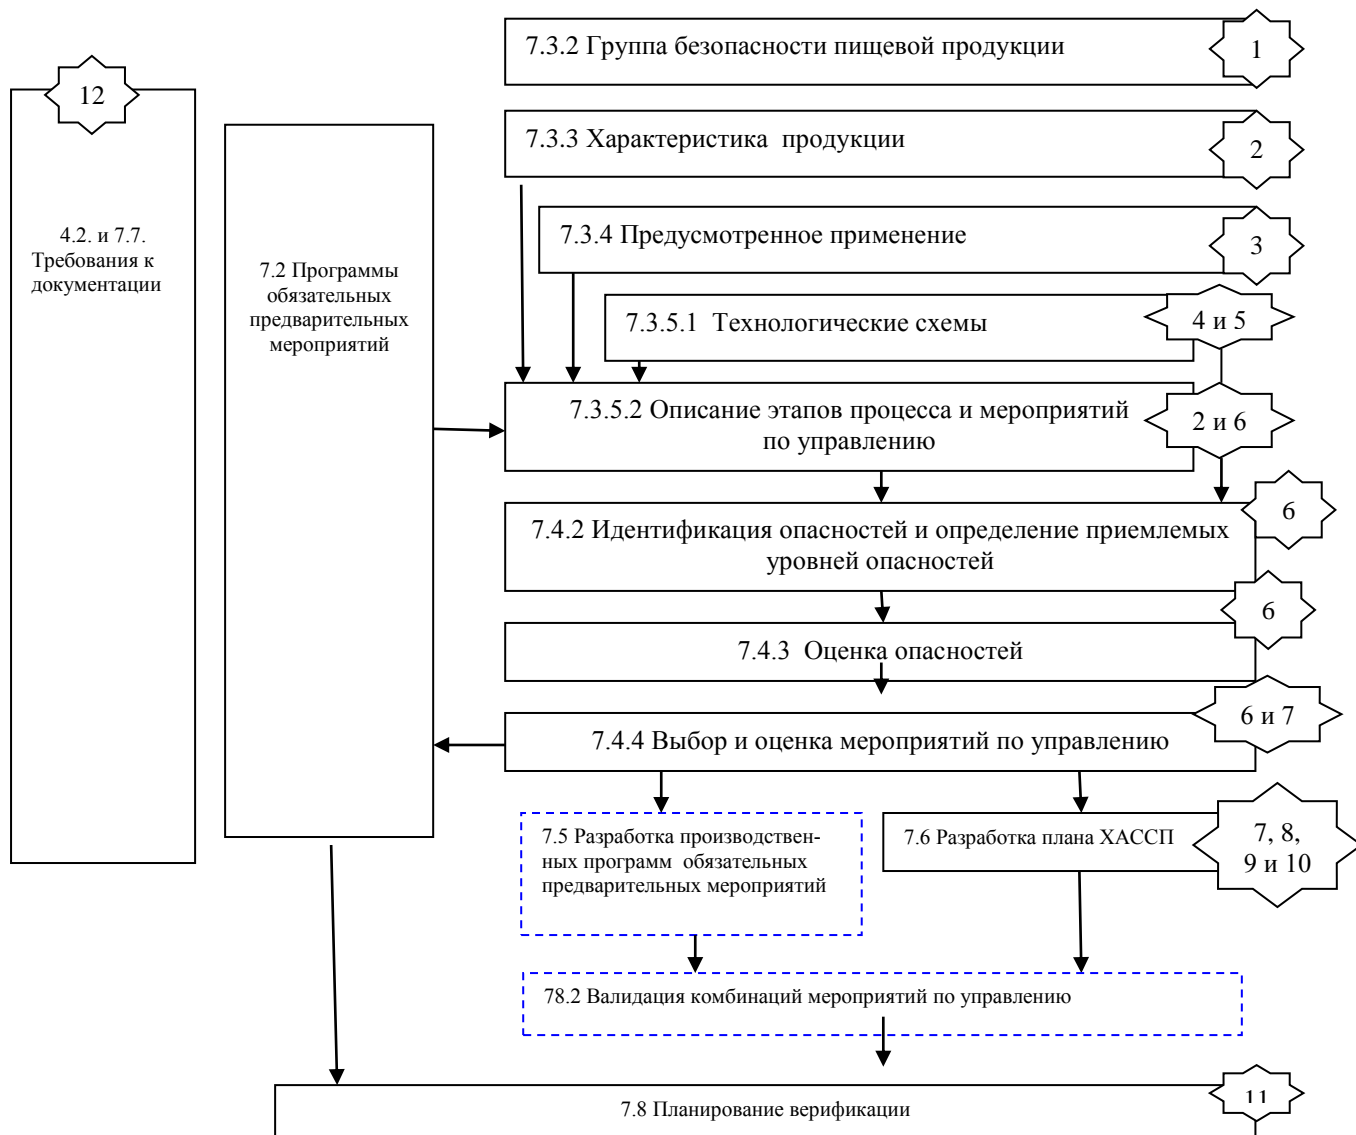 7.3.2 Группа безопасности пищевой продукции
1
12
7.3.3 Характеристика продукции
2
4.2. и 7.7.
Требования к
документации
7.2 Программы
обязательных
предварительных
мероприятий
7.3.4 Предусмотренное применение
3
7.3.5.1 Технологические схемы
4 и 5
7.3.5.2 Описание этапов процесса и мероприятий
по управлению
2 и 6
7.4.2 Идентификация опасностей и определение приемлемых
уровней опасностей
6
7.4.3 Оценка опасностей
6
7.4.4 Выбор и оценка мероприятий по управлению
6 и 7
7.5 Разработка производствен-
ных программ обязательных
предварительных мероприятий
7.6 Разработка плана ХАССП
7, 8,
9 и 10
78.2 Валидация комбинаций мероприятий по управлению
7.8 Планирование верификации
11